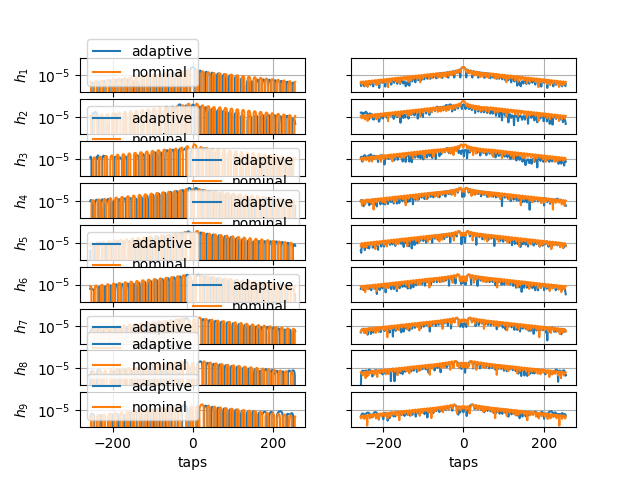 adaptive
nominal
h₁
10⁻⁵
adaptive
nominal
h₂
10⁻⁵
adaptive
nominal
h₃
10⁻⁵
adaptive
nominal
h₄
10⁻⁵
adaptive
nominal
h₅
10⁻⁵
adaptive
nominal
h₆
10⁻⁵
adaptive
h₇
10⁻⁵
adaptive
nominal
h₈
10⁻⁵
adaptive
nominal
h₉
10⁻⁵
−200 0 200 −200 0 200
taps taps